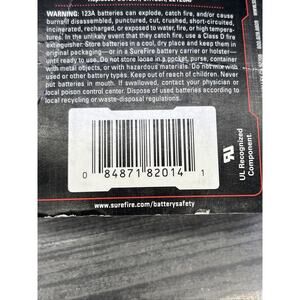 WARNING: 123A batteries can explode, catch fire, and/or cause
burns if disassembled, punctured, cut, crushed, short-circuited,
incinerated, recharged, or exposed to water, fire, or high tempera-
tures. In the unlikely event that they catch fire, use a Class D fire
extinguisher. Store batteries in a cool, dry place and keep them in
original packaging — or in a SureFire battery carrier or holster—
until ready to use. Do not store loose in a pocket, purse, container
with metal objects, or with hazardous materials. Do not mix with
used or other battery types. Keep out of reach of children. Never
put batteries in mouth. If swallowed, contact your physician or
local poison control center. Dispose of used batteries according to
local recycling or waste-disposal regulations.
UL Recognized
Component.
0 84871 82014 1
www.surefire.com/batterysafety